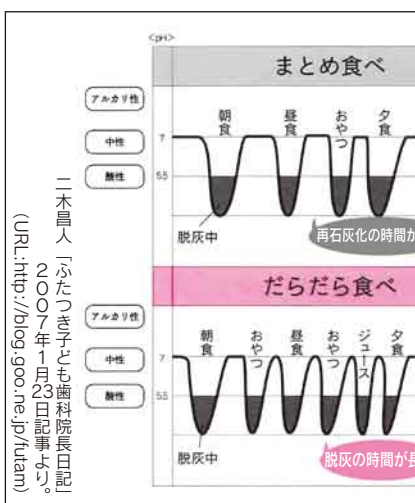 <pH>
まとめ食べ
アルカリ性
中性
酸性
7
5.5
朝食
昼食
おやつ
夕食
脱灰中
再石灰化の時間が
だらだら食べ
アルカリ性
中性
酸性
7
5.5
朝食
おやつ
昼食
おやつ
ジュース
夕食
脱灰中
脱灰の時間が長
二木昌人「ふたつき子ども歯科院長日記」
2007年1月23日記事より。
(URL:http://blog.goo.ne.jp/futam)